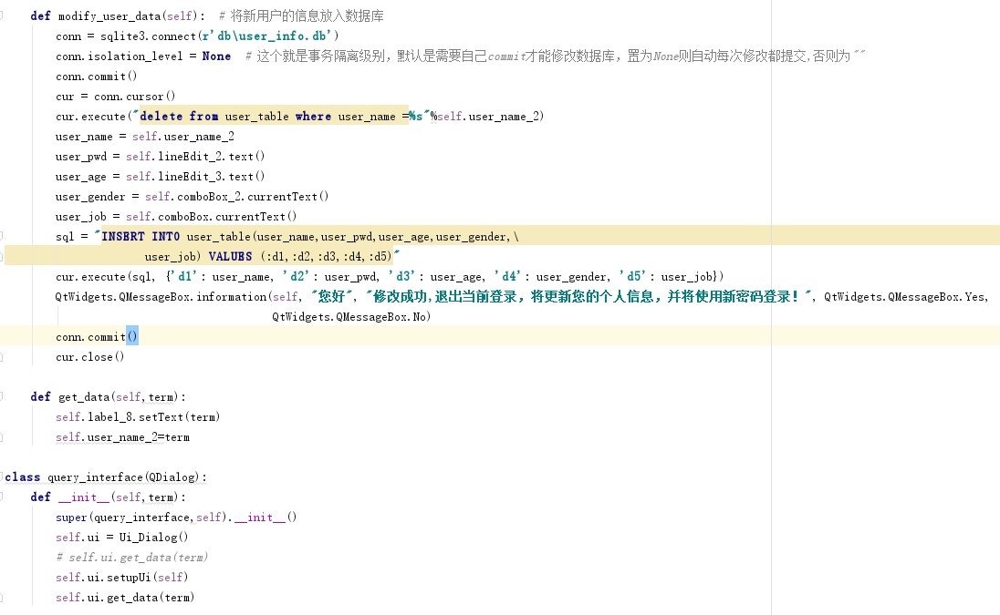 def modify_user_data(self):  # 将新用户的信息放入数据库
    conn = sqlite3.connect(r'db\user_info.db')
    conn.isolation_level = None  # 这个就是事务隔离级别，默认是需要自己commit才能修改数据库，置为None则自动每次修改都提交,否则为""
    conn.commit()
    cur = conn.cursor()
    cur.execute("delete from user_table where user_name =%s"%self.user_name_2)
    user_name = self.user_name_2
    user_pwd = self.lineEdit_2.text()
    user_age = self.lineEdit_3.text()
    user_gender = self.comboBox_2.currentText()
    user_job = self.comboBox.currentText()
    sql = "INSERT INTO user_table(user_name,user_pwd,user_age,user_gender,\
              user_job) VALUES (:d1,:d2,:d3,:d4,:d5)"
    cur.execute(sql, {'d1': user_name, 'd2': user_pwd, 'd3': user_age, 'd4': user_gender, 'd5': user_job})
    QtWidgets.QMessageBox.information(self, "您好", "修改成功,退出当前登录，将更新您的个人信息，并将使用新密码登录！", QtWidgets.QMessageBox.Yes,
                                      QtWidgets.QMessageBox.No)
    conn.commit()
    cur.close()
def get_data(self,term):
    self.label_8.setText(term)
    self.user_name_2=term
class query_interface(QDialog):
    def __init__(self,term):
        super(query_interface,self).__init__()
        self.ui = Ui_Dialog()
        # self.ui.get_data(term)
        self.ui.setupUi(self)
        self.ui.get_data(term)